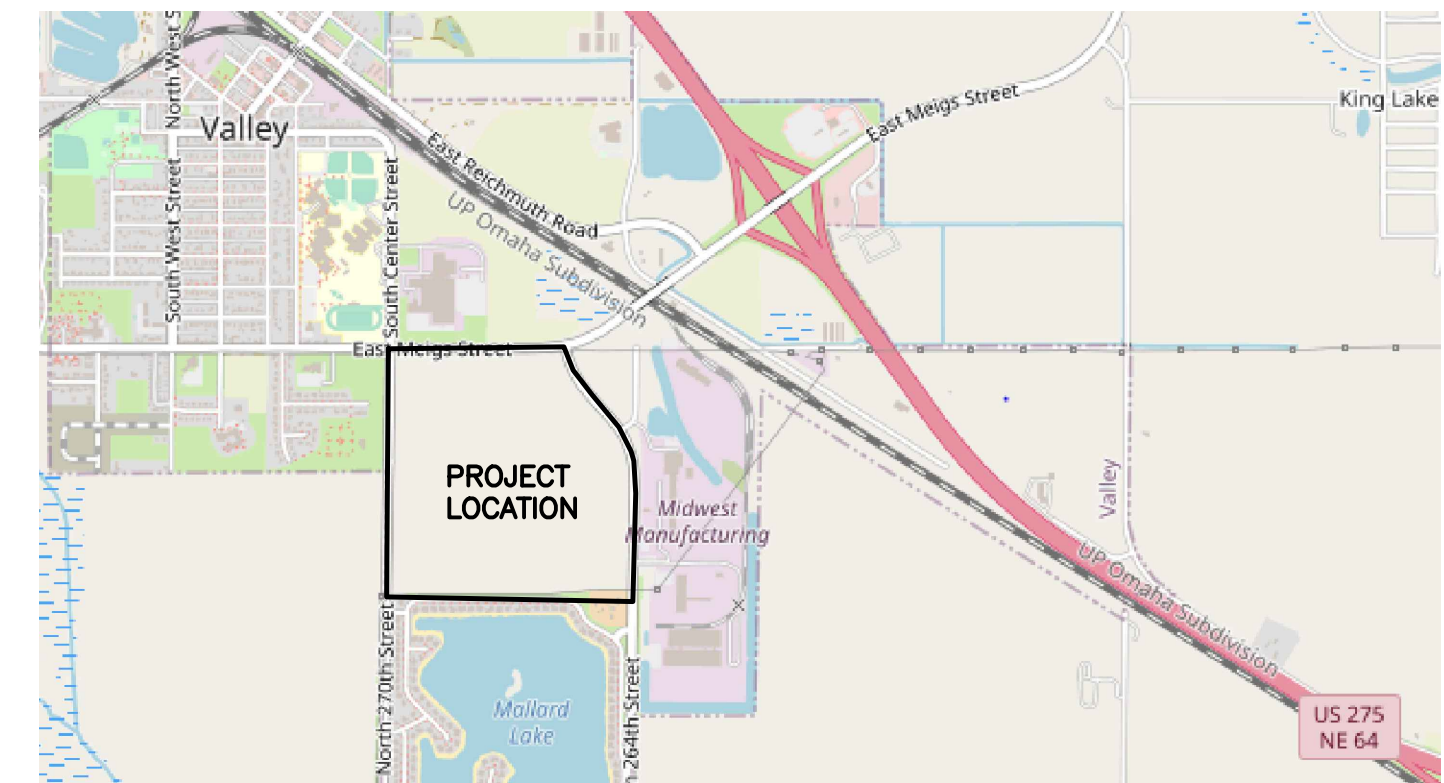 North West S
Valley
King Lake
East Meigs Street
East Reichmuth Road
UP Omaha Subdivision
South West Street
South Center Street
East Meigs Street
PROJECT
LOCATION
Midwest
Manufacturing
Valley
UP Omaha Subdivision
North 270th Street
264th Street
Mallard
Lake
US 275
NE 64